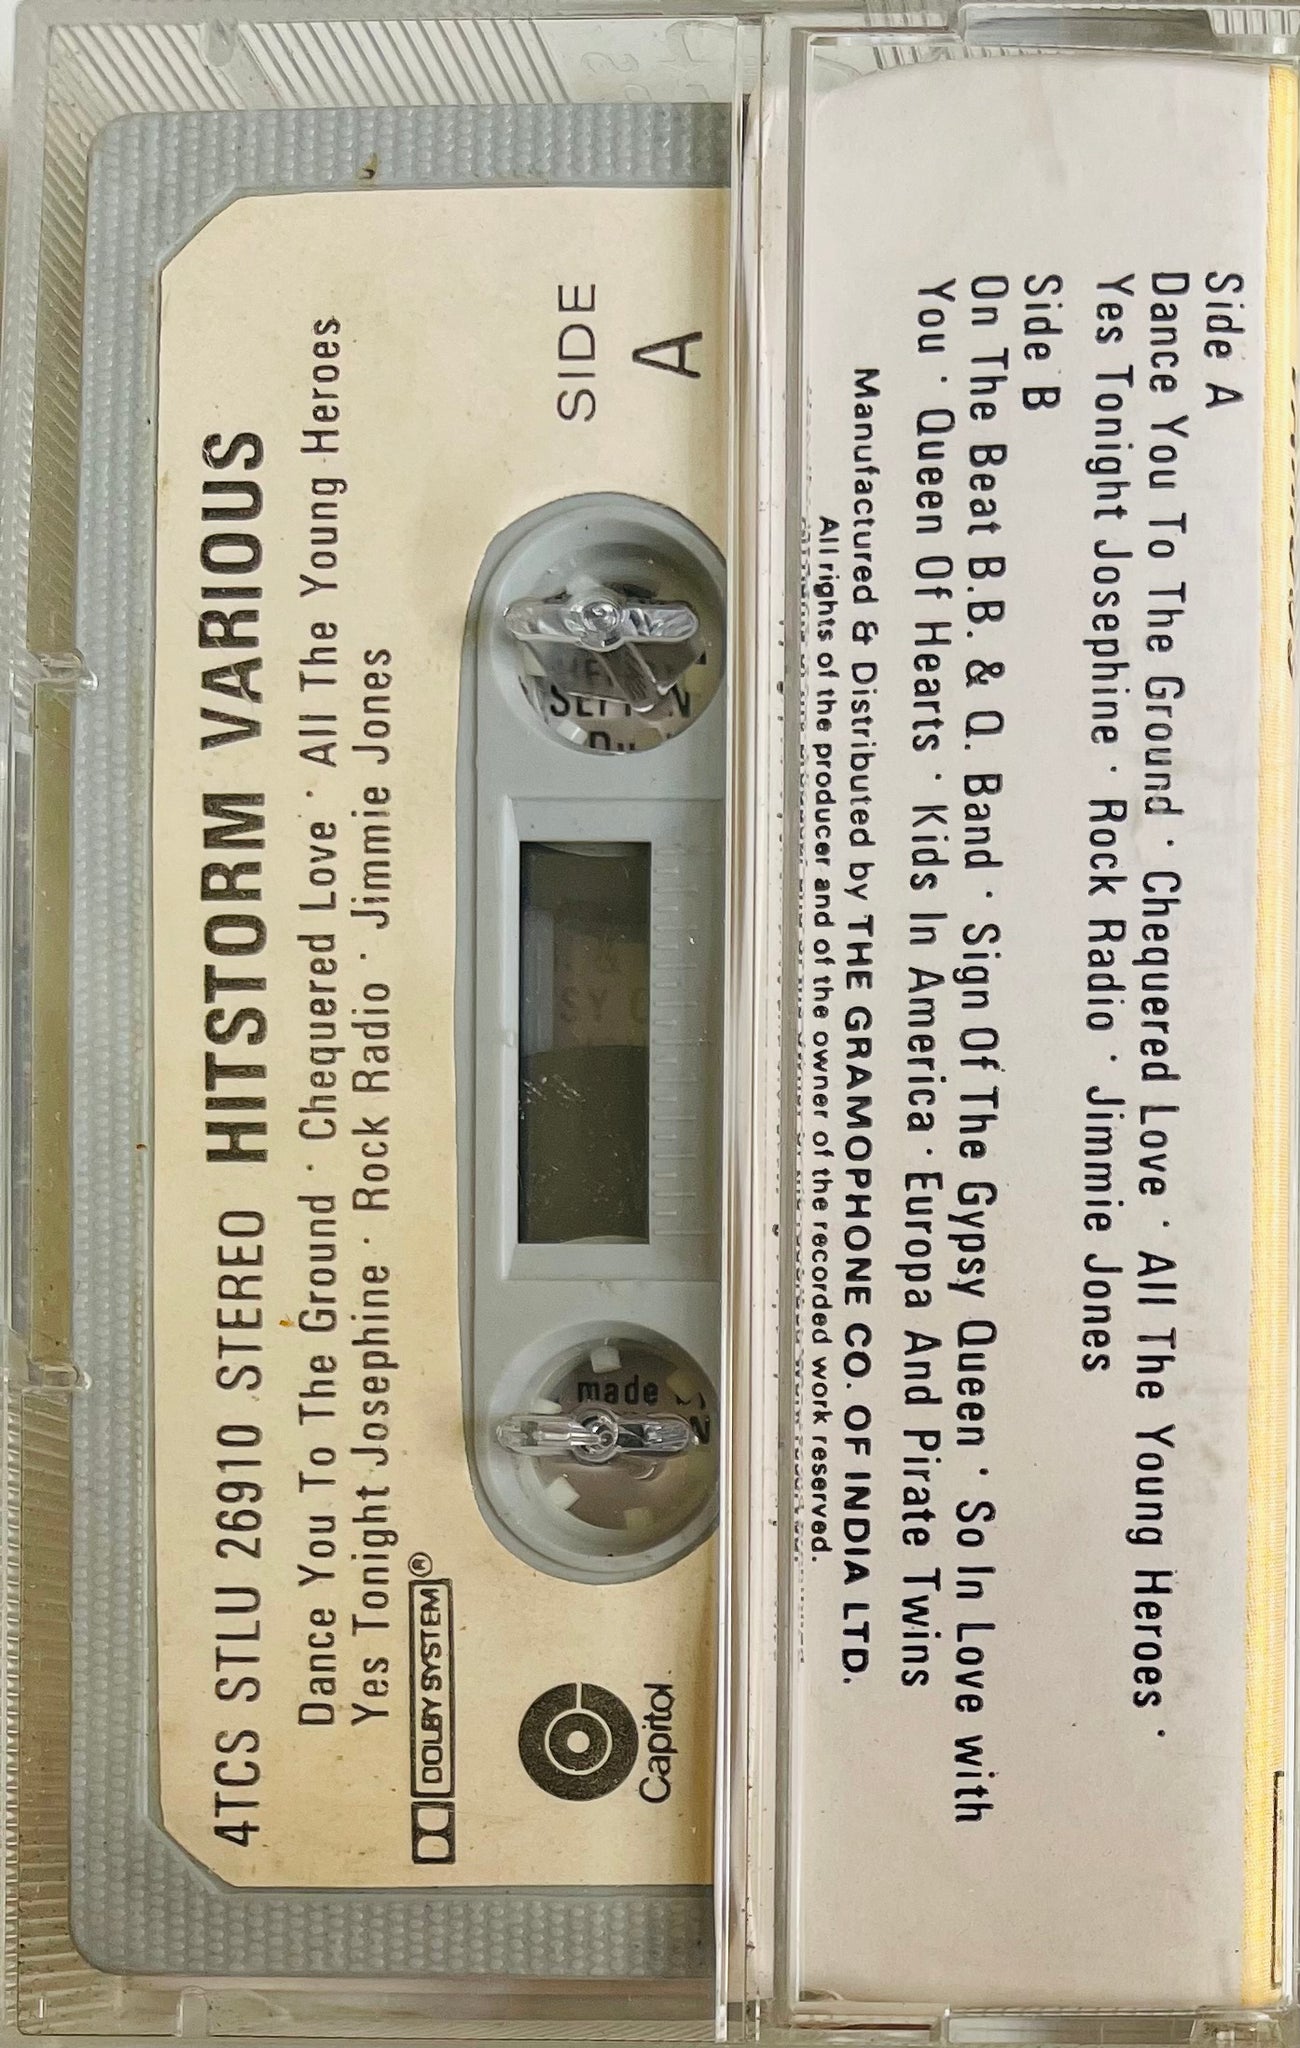 4TCS STLU 26910 STEREO HITSTORM VARIOUS
Dance You To The Ground · Chequered Love · All The Young Heroes
Yes Tonight Josephine · Rock Radio · Jimmie Jones
DOLBY SYSTEM®
SIDE
A
Capitol
made
Side A
Dance You To The Ground · Chequered Love · All The Young Heroes ·
Yes Tonight Josephine · Rock Radio · Jimmie Jones
Side B
On The Beat B.B. & Q. Band · Sign Of The Gypsy Queen · So In Love with
You · Queen Of Hearts · Kids In America · Europa And Pirate Twins
Manufactured & Distributed by THE GRAMOPHONE CO. OF INDIA LTD.
All rights of the producer and of the owner of the recorded work reserved.